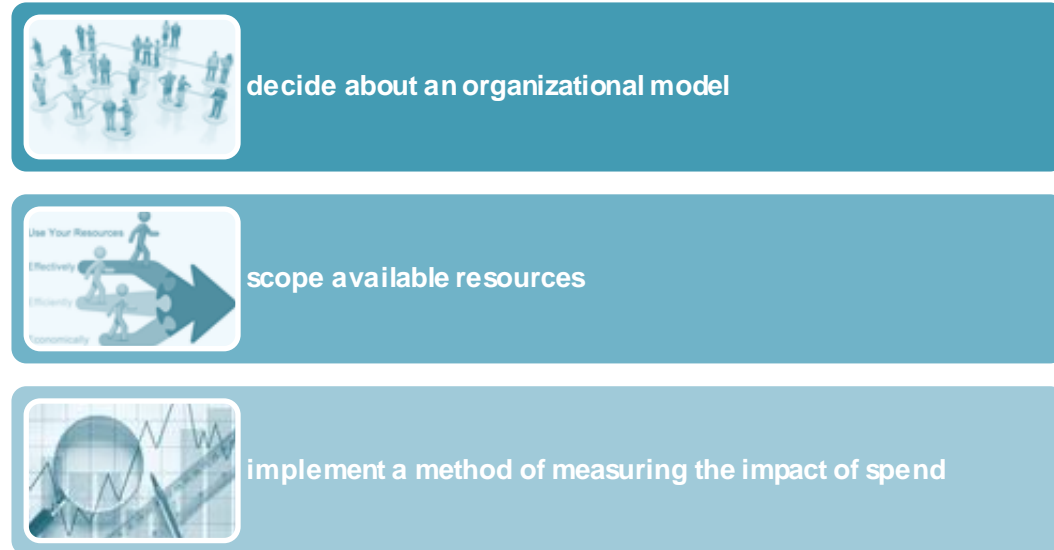 decide about an organizational model
Use Your Resources
Effectively
Efficiently
Economically
scope available resources
implement a method of measuring the impact of spend